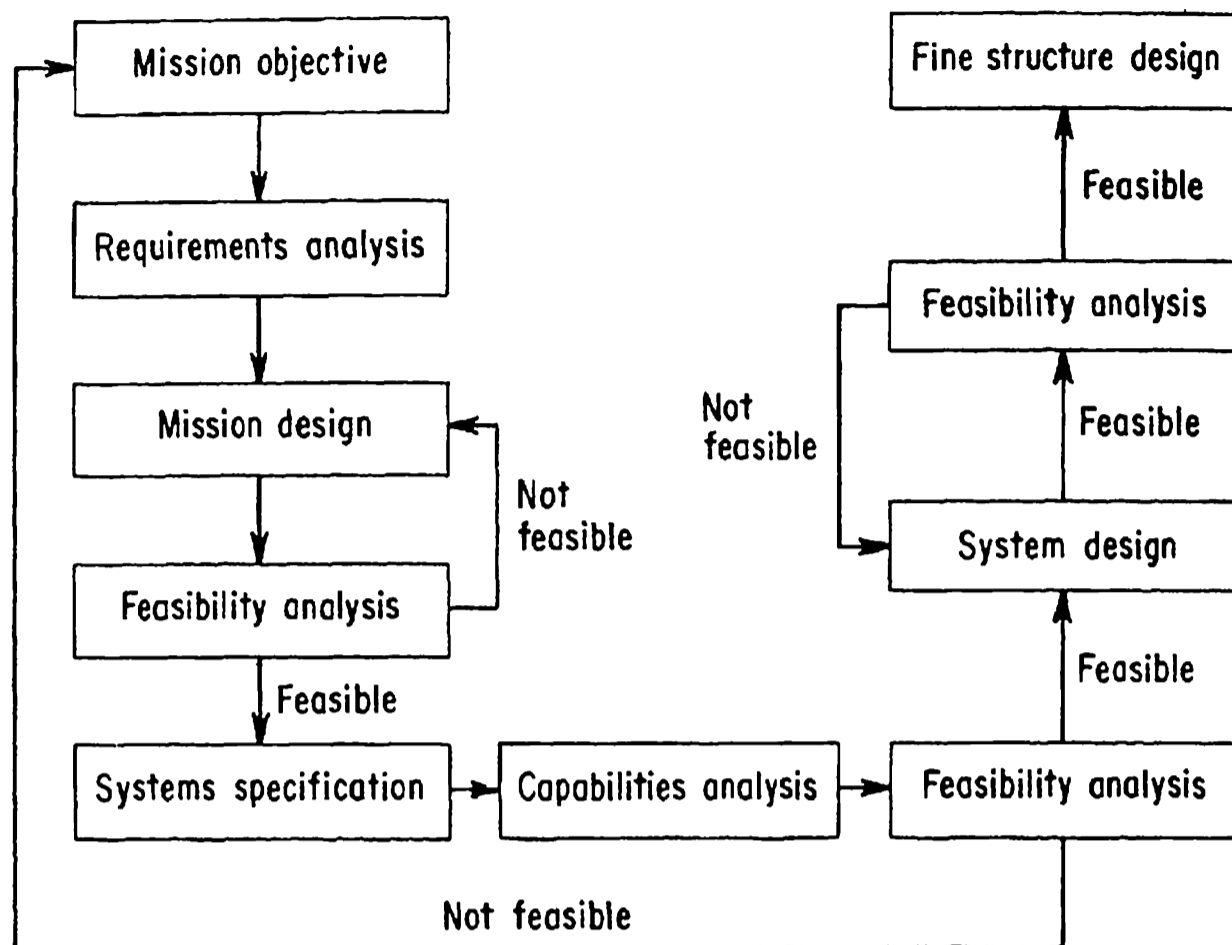 Mission objective
Requirements analysis
Mission design
Not
feasible
Feasibility analysis
Feasible
Systems specification
Capabilities analysis
Feasibility analysis
Not feasible
Feasible
System design
Feasible
Not
feasible
Feasibility analysis
Feasible
Fine structure design